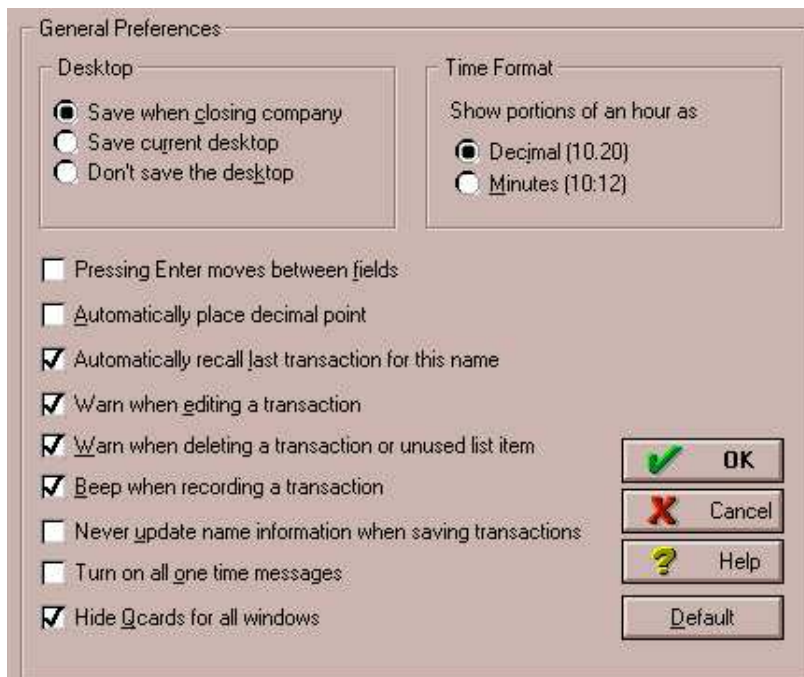 General Preferences
Desktop
Save when closing company
Save current desktop
Don't save the desktop
Time Format
Show portions of an hour as
Decimal (10.20)
Minutes (10:12)
Pressing Enter moves between fields
Automatically place decimal point
Automatically recall last transaction for this name
Warn when editing a transaction
Warn when deleting a transaction or unused list item
Beep when recording a transaction
Never update name information when saving transactions
Turn on all one time messages
Hide Qcards for all windows
OK
Cancel
Help
Default